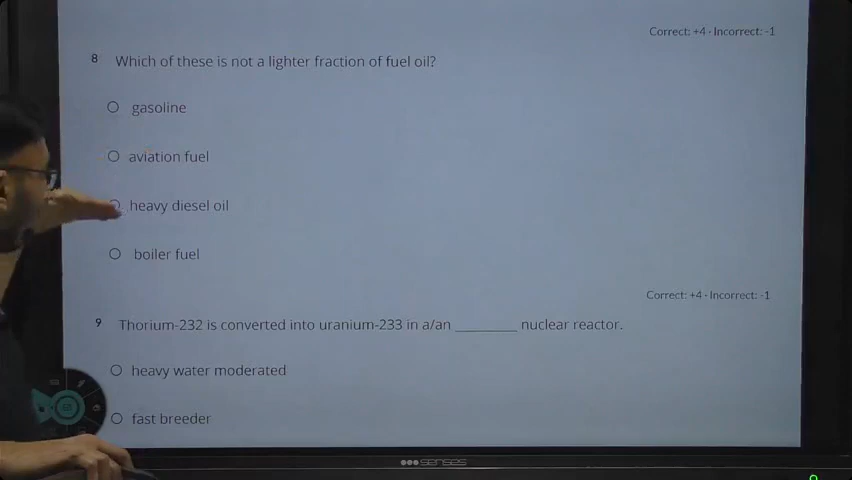 Correct: +4 · Incorrect: -1
8 Which of these is not a lighter fraction of fuel oil?
gasoline
aviation fuel
heavy diesel oil
boiler fuel
Correct: +4 · Incorrect: -1
9 Thorium-232 is converted into uranium-233 in a/an ________ nuclear reactor.
heavy water moderated
fast breeder
senses